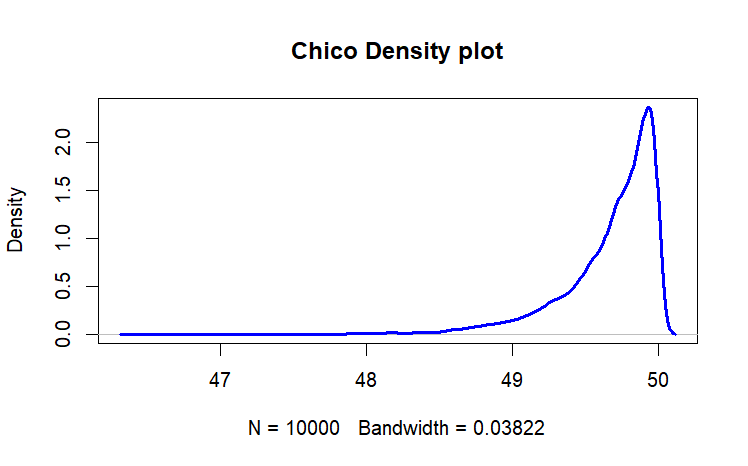 Chico Density plot
Density
2.0
1.5
1.0
0.5
0.0
47 48 49 50
N = 10000 Bandwidth = 0.03822